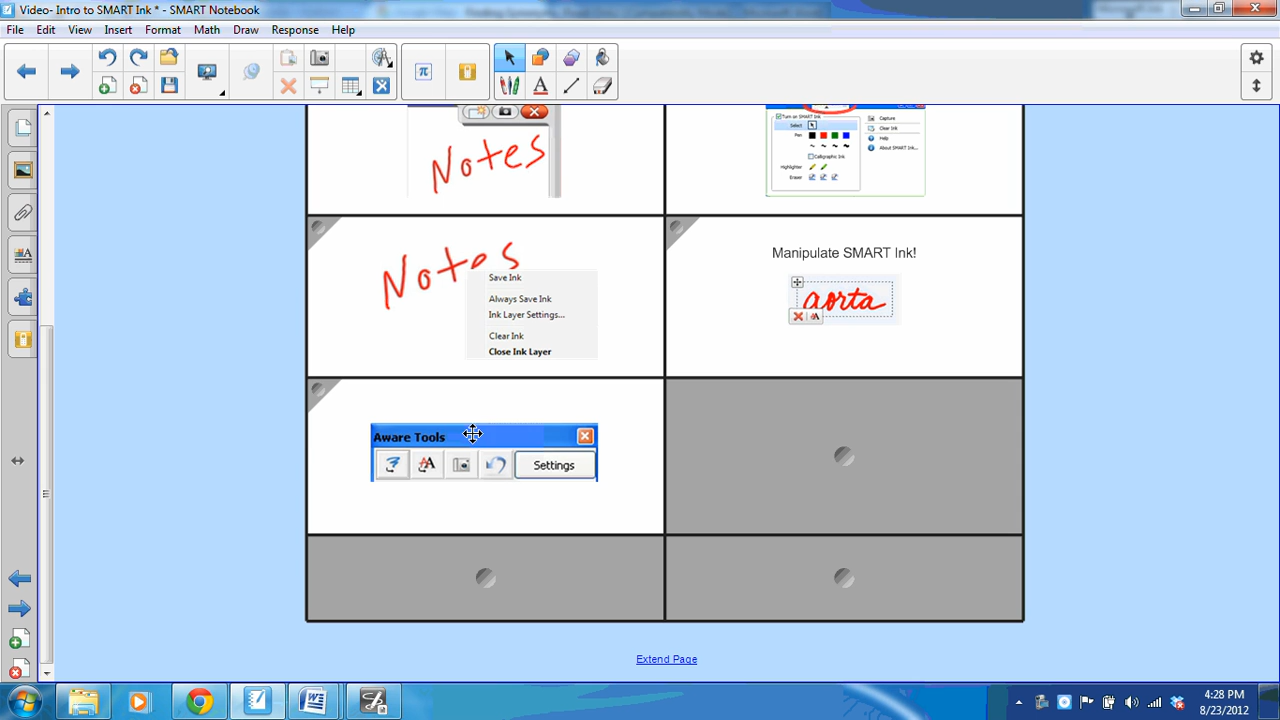 Video- Intro to SMART Ink * - SMART Notebook
File Edit View Insert Format Math Draw Response Help
Notes
Turn on SMART Ink
Select
Pen
Calligraphic Ink
Highlighter
Eraser
Capture
Clear Ink
Help
About SMART Ink...
Notes
Save Ink
Always Save Ink
Ink Layer Settings...
Clear Ink
Close Ink Layer
Manipulate SMART Ink!
aorta
Aware Tools
Settings
Extend Page
4:28 PM
8/23/2012